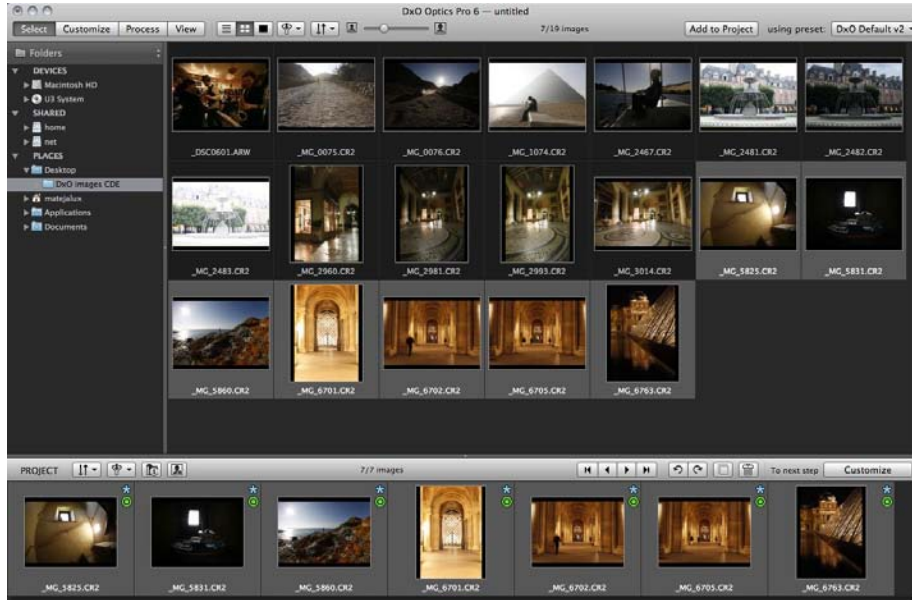 DxO Optics Pro 6 — untitled
Select Customize Process View 7/19 images Add to Project using preset: DxO Default v2
Folders
DEVICES
Macintosh HD
U3 System
SHARED
home
net
PLACES
Desktop
DxO images CDE
matejalux
Applications
Documents
_DSC0601.ARW _MG_0075.CR2 _MG_0076.CR2 _MG_1074.CR2 _MG_2467.CR2 _MG_2481.CR2 _MG_2482.CR2
_MG_2483.CR2 _MG_2960.CR2 _MG_2981.CR2 _MG_2993.CR2 _MG_3014.CR2 _MG_5825.CR2 _MG_5831.CR2
_MG_5860.CR2 _MG_6701.CR2 _MG_6702.CR2 _MG_6705.CR2 _MG_6763.CR2
PROJECT 7/7 images To next step Customize
_MG_5825.CR2 _MG_5831.CR2 _MG_5860.CR2 _MG_6701.CR2 _MG_6702.CR2 _MG_6705.CR2 _MG_6763.CR2